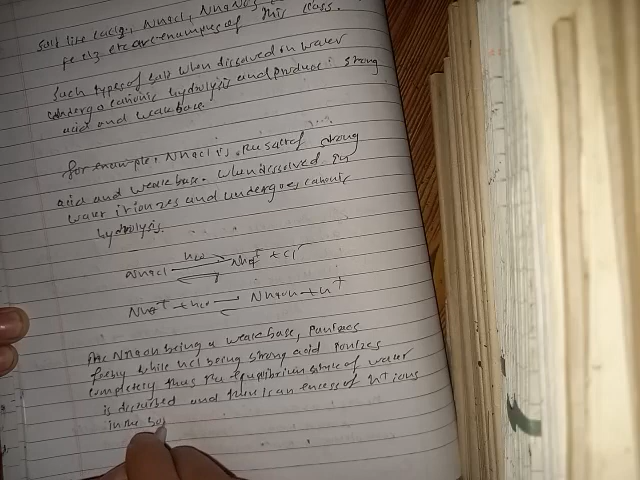 salt like CuCl2, NH4Cl, NH4NO3
FeCl3 etc are examples of this class.
Such types of salt when dissolved in water
undergo cationic hydrolysis and produce strong
acid and weak base.
For example, NH4Cl is the salt of strong
acid and weak base. When dissolved in
water it ionizes and undergoes cationic
hydrolysis.
NH4Cl ⇌ H2O NH4+ + Cl-
NH4+ + H2O ⇌ NH4OH + H+
The NH4OH being a weak base, ionizes
feebly while HCl being strong acid ionizes
completely thus the equilibrium state of water
is disturbed and there is an excess of H+ ions
in the so